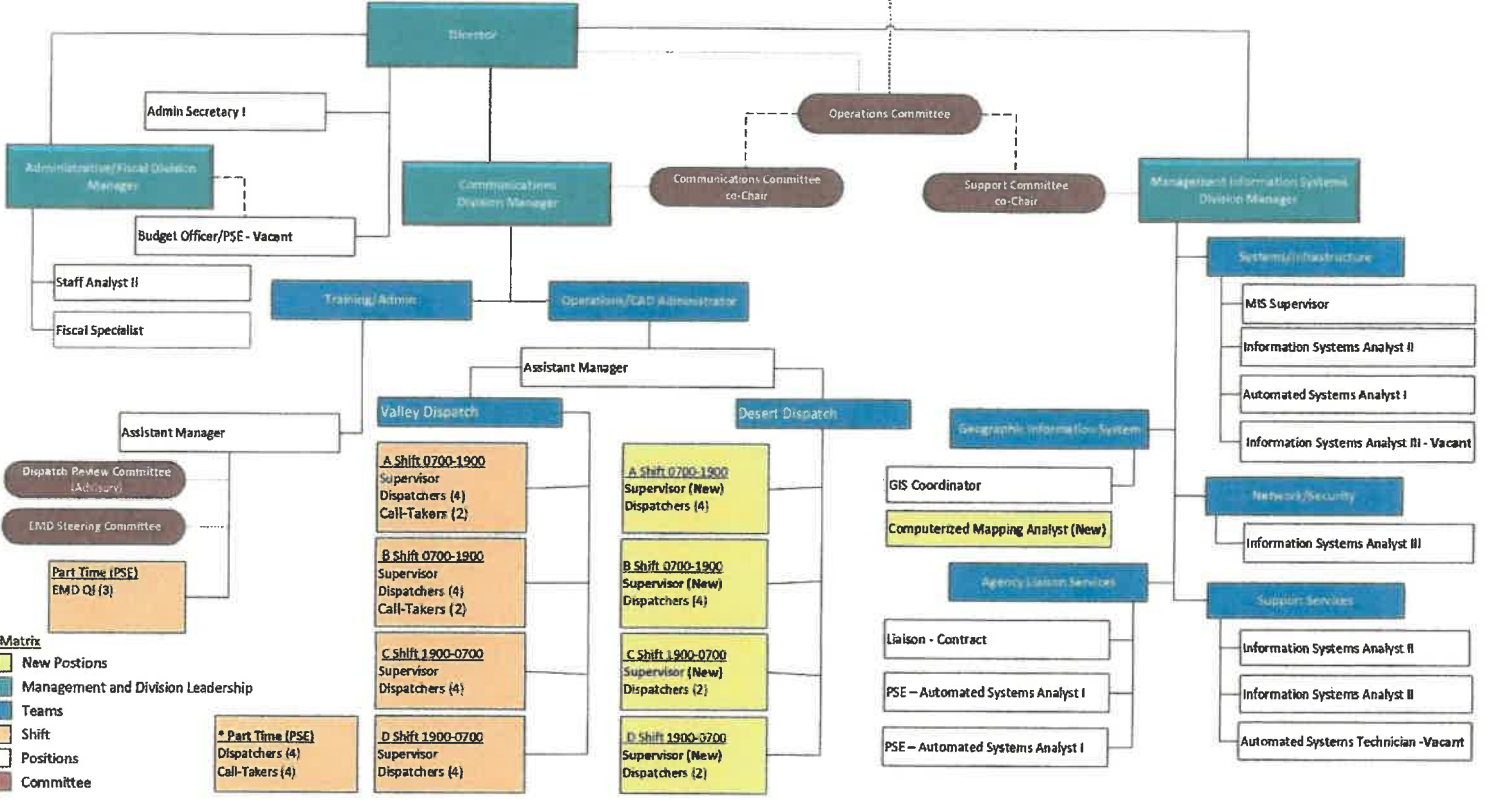 Director
Admin Secretary I
Operations Committee
Administrative/Fiscal Division
Manager
Communications
Division Manager
Communications Committee
co-Chair
Support Committee
co-Chair
Management Information Systems
Division Manager
Budget Officer/PSE - Vacant
Staff Analyst II
Fiscal Specialist
Training/Admin
Operations/CAD Administrator
Assistant Manager
Systems/Infrastructure
MIS Supervisor
Information Systems Analyst II
Automated Systems Analyst I
Information Systems Analyst III - Vacant
Valley Dispatch
Desert Dispatch
Assistant Manager
Dispatch Review Committee
(Advisory)
EMD Steering Committee
Part Time (PSE)
EMD QI (3)
A Shift 0700-1900
Supervisor
Dispatchers (4)
Call-Takers (2)
B Shift 0700-1900
Supervisor
Dispatchers (4)
Call-Takers (2)
C Shift 1900-0700
Supervisor
Dispatchers (4)
D Shift 1900-0700
Supervisor
Dispatchers (4)
A Shift 0700-1900
Supervisor (New)
Dispatchers (4)
B Shift 0700-1900
Supervisor (New)
Dispatchers (4)
C Shift 1900-0700
Supervisor (New)
Dispatchers (2)
D Shift 1900-0700
Supervisor (New)
Dispatchers (2)
Geographic Information System
GIS Coordinator
Computerized Mapping Analyst (New)
Agency Liaison Services
Liaison - Contract
PSE – Automated Systems Analyst I
PSE – Automated Systems Analyst I
Network/Security
Information Systems Analyst III
Support Services
Information Systems Analyst II
Information Systems Analyst II
Automated Systems Technician -Vacant
Matrix
New Postions
Management and Division Leadership
Teams
Shift
Positions
Committee
* Part Time (PSE)
Dispatchers (4)
Call-Takers (4)